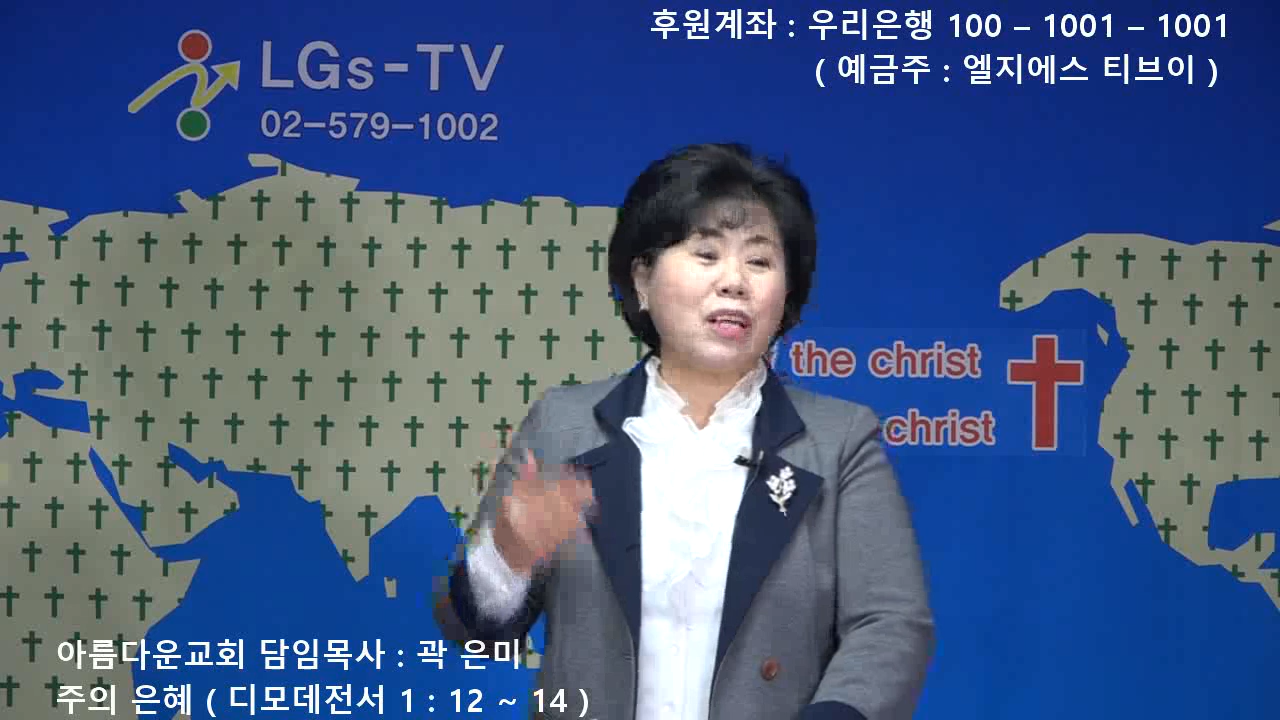 후원계좌 : 우리은행 100 – 1001 – 1001
( 예금주 : 엘지에스 티브이 )
LGs-TV
02-579-1002
the christ
christ
아름다운교회 담임목사 : 곽 은미
주의 은혜 ( 디모데전서 1 : 12 ~ 14 )